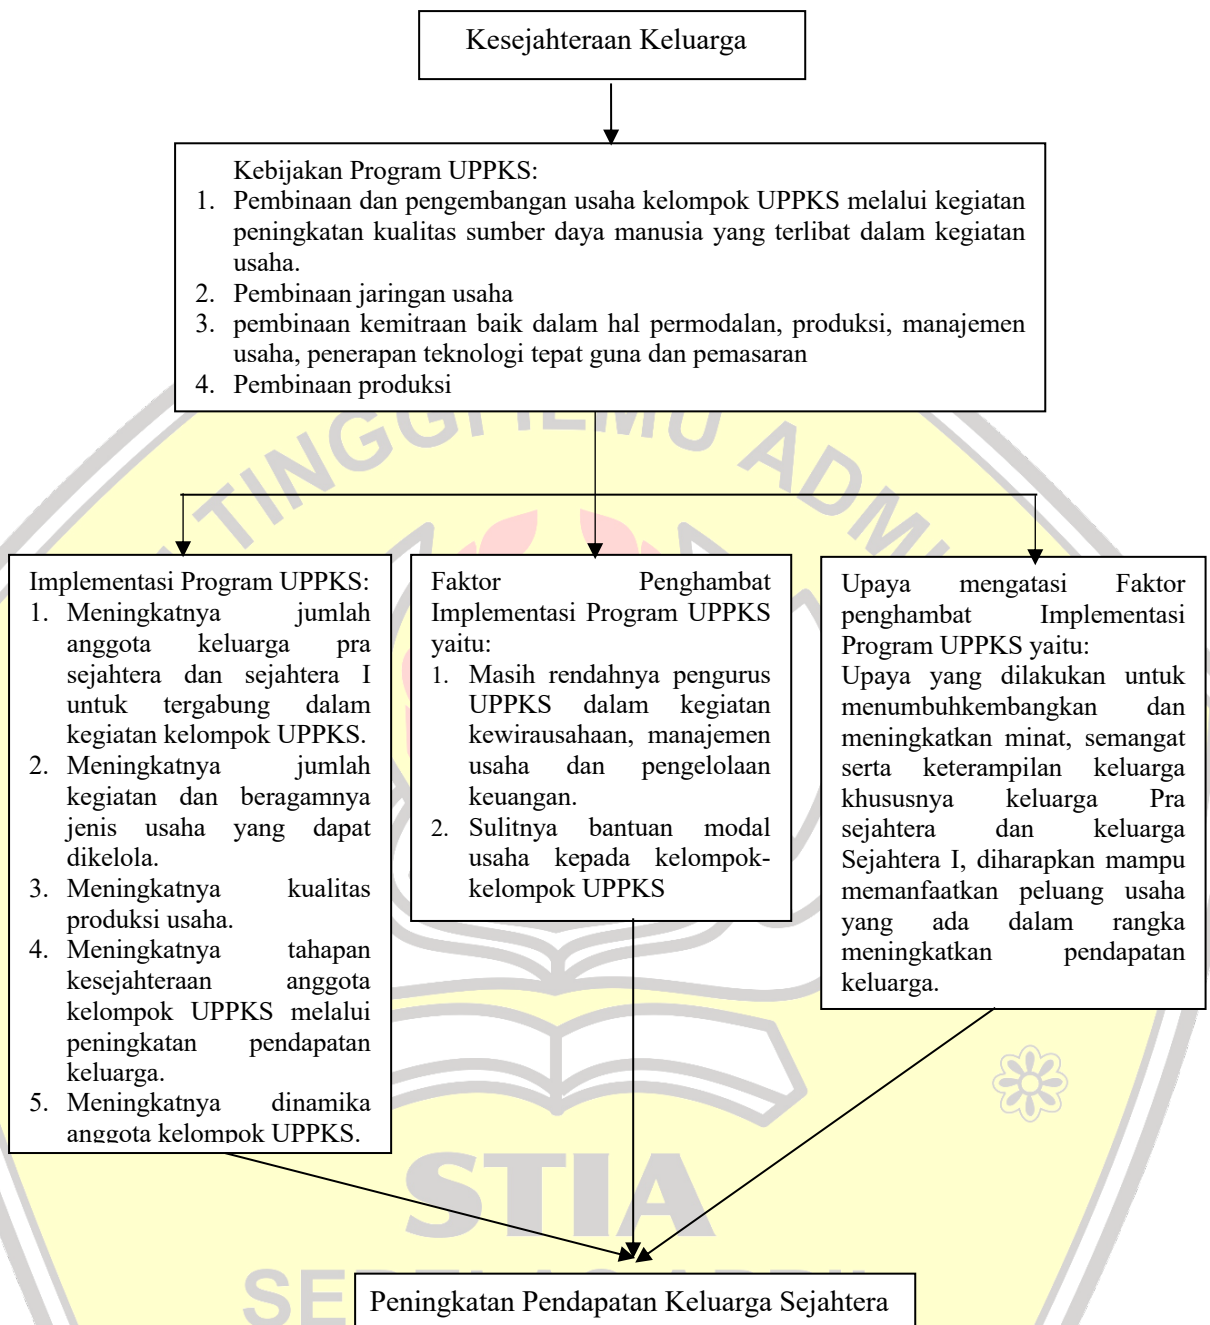 Kesejahteraan Keluarga
Kebijakan Program UPPKS:
1. Pembinaan dan pengembangan usaha kelompok UPPKS melalui kegiatan
peningkatan kualitas sumber daya manusia yang terlibat dalam kegiatan
usaha.
2. Pembinaan jaringan usaha
3. pembinaan kemitraan baik dalam hal permodalan, produksi, manajemen
usaha, penerapan teknologi tepat guna dan pemasaran
4. Pembinaan produksi
TINGGI ILMU ADMI
Implementasi Program UPPKS:
1. Meningkatnya jumlah
anggota keluarga pra
sejahtera dan sejahtera I
untuk tergabung dalam
kegiatan kelompok UPPKS.
2. Meningkatnya jumlah
kegiatan dan beragamnya
jenis usaha yang dapat
dikelola.
3. Meningkatnya kualitas
produksi usaha.
4. Meningkatnya tahapan
kesejahteraan anggota
kelompok UPPKS melalui
peningkatan pendapatan
keluarga.
5. Meningkatnya dinamika
anggota kelompok UPPKS.
Faktor Penghambat
Implementasi Program UPPKS
yaitu:
1. Masih rendahnya pengurus
UPPKS dalam kegiatan
kewirausahaan, manajemen
usaha dan pengelolaan
keuangan.
2. Sulitnya bantuan modal
usaha kepada kelompok-
kelompok UPPKS
Upaya mengatasi Faktor
penghambat Implementasi
Program UPPKS yaitu:
Upaya yang dilakukan untuk
menumbuhkembangkan dan
meningkatkan minat, semangat
serta keterampilan keluarga
khususnya keluarga Pra
sejahtera dan keluarga
Sejahtera I, diharapkan mampu
memanfaatkan peluang usaha
yang ada dalam rangka
meningkatkan pendapatan
keluarga.
STIA
Peningkatan Pendapatan Keluarga Sejahtera